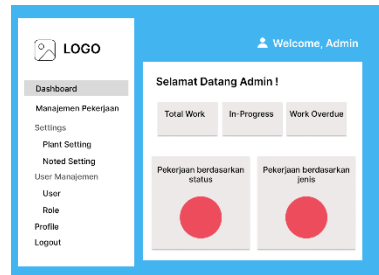 LOGO
Welcome, Admin
Dashboard
Manajemen Pekerjaan
Settings
Plant Setting
Noted Setting
User Manajemen
User
Role
Profile
Logout
Selamat Datang Admin !
Total Work
In-Progress
Work Overdue
Pekerjaan berdasarkan
status
Pekerjaan berdasarkan
jenis